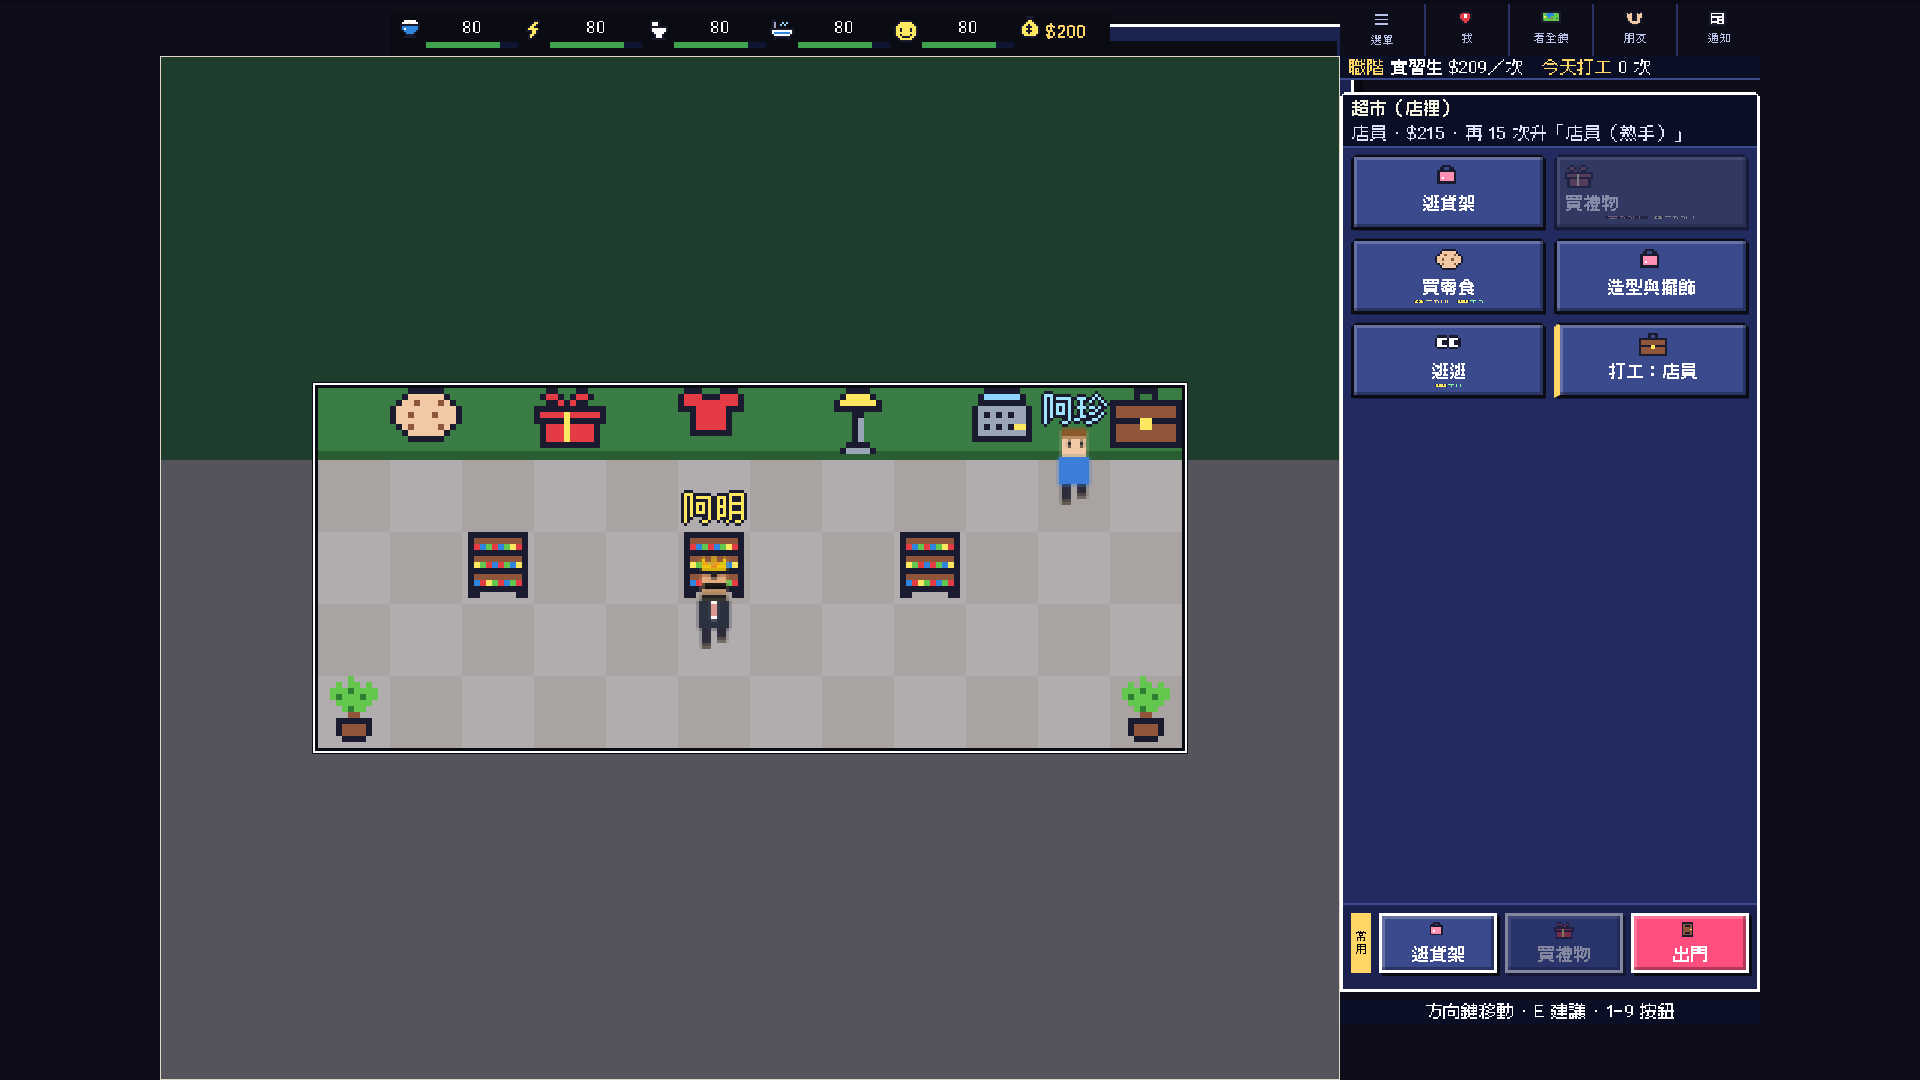 80 80 80 80 80 $200
選單 我 看全鎮 朋友 通知
職階 實習生 $209／次 今天打工 0 次
超市（店裡）
店員 · $215 · 再 15 次升「店員（熟手）」
逛貨架 買禮物
買零食 造型與擺飾
逛逛 打工：店員
阿珍
阿明
常用 逛貨架 買禮物 出門
方向鍵移動 · E 建議 · 1-9 按鈕